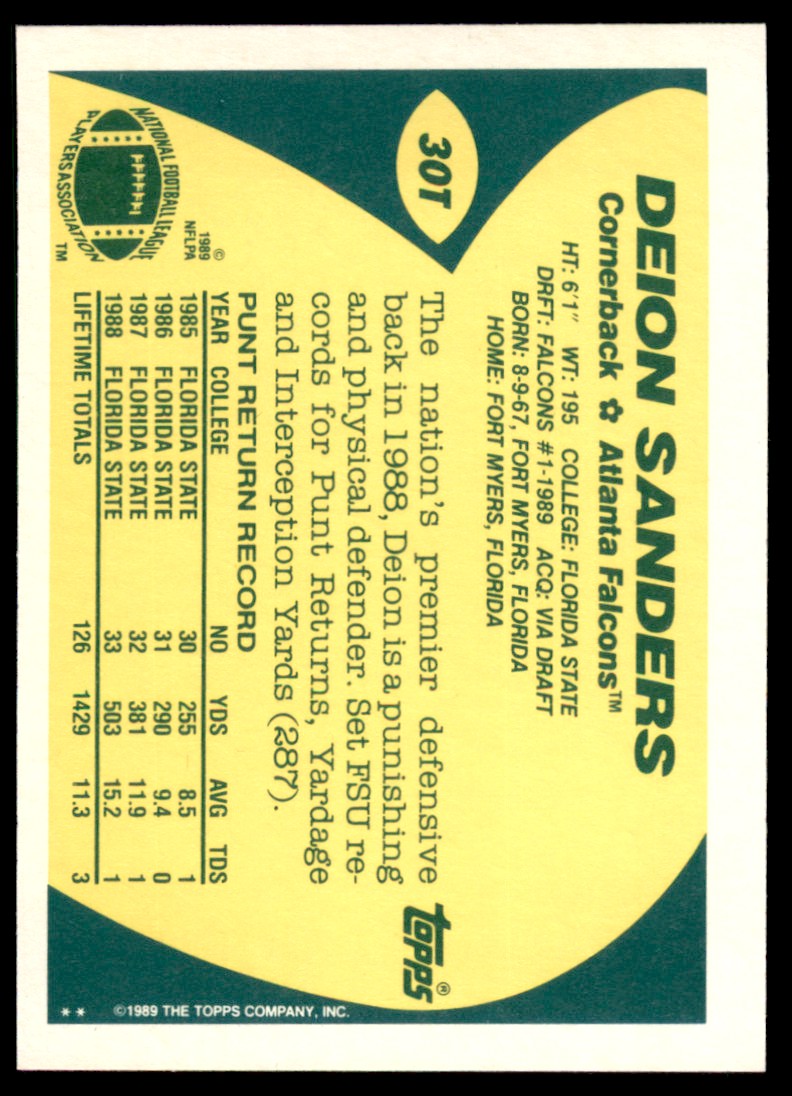 30T
DEION SANDERS
Cornerback ✿ Atlanta Falcons™
HT: 6'1" WT: 195 COLLEGE: FLORIDA STATE
DRFT: FALCONS #1-1989 ACQ: VIA DRAFT
BORN: 8-9-67, FORT MYERS, FLORIDA
HOME: FORT MYERS, FLORIDA
The nation's premier defensive
back in 1988, Deion is a punishing
and physical defender. Set FSU re-
cords for Punt Returns, Yardage
and Interception Yards (287).
PUNT RETURN RECORD
YEAR COLLEGE NO YDS AVG TDS
1985 FLORIDA STATE 30 255 8.5 1
1986 FLORIDA STATE 31 290 9.4 0
1987 FLORIDA STATE 32 381 11.9 1
1988 FLORIDA STATE 33 503 15.2 1
LIFETIME TOTALS 126 1429 11.3 3
NATIONAL FOOTBALL LEAGUE
PLAYERS ASSOCIATION
TM
©
1989
NFLPA
topps®
** ©1989 THE TOPPS COMPANY, INC.